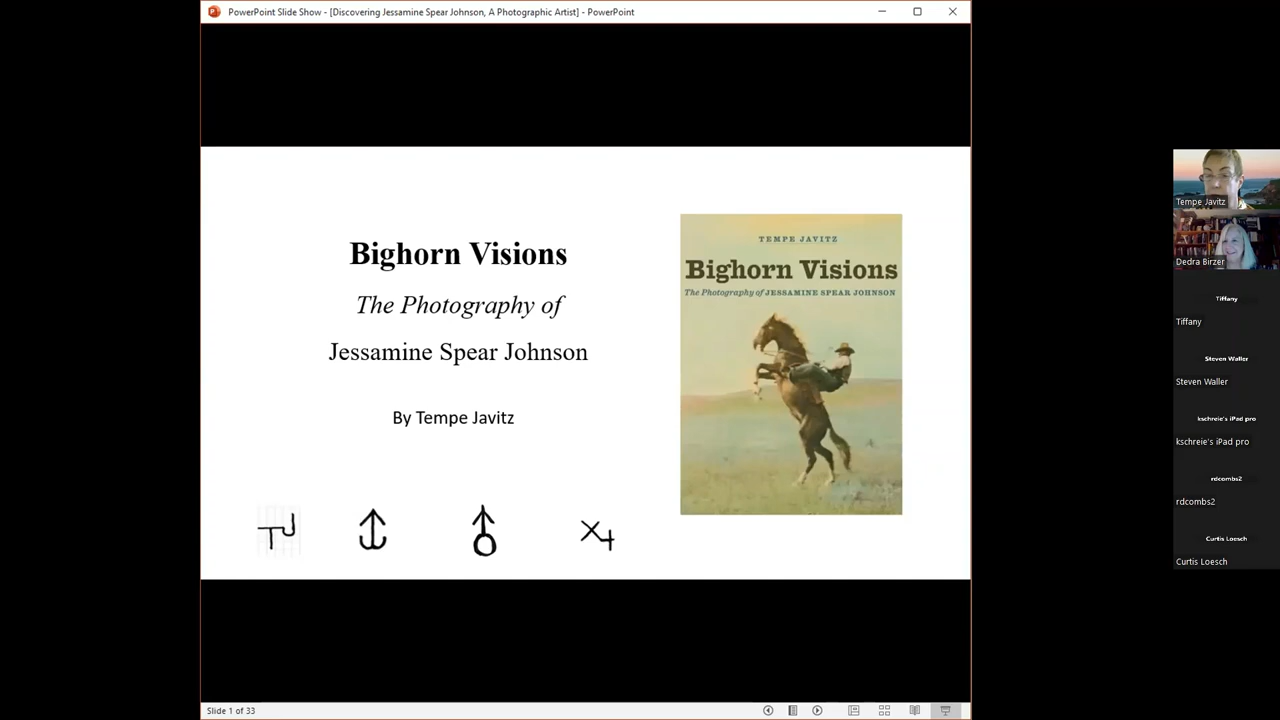 PowerPoint Slide Show - [Discovering Jessamine Spear Johnson, A Photographic Artist] - PowerPoint
Bighorn Visions
The Photography of
Jessamine Spear Johnson
By Tempe Javitz
TJ
X4
TEMPE JAVITZ
Bighorn Visions
The Photography of JESSAMINE SPEAR JOHNSON
Tempe Javitz
Dedra Birzer
Tiffany
Tiffany
Steven Waller
Steven Waller
kschreie's iPad pro
kschreie's iPad pro
rdcombs2
rdcombs2
Curtis Loesch
Curtis Loesch
Slide 1 of 33